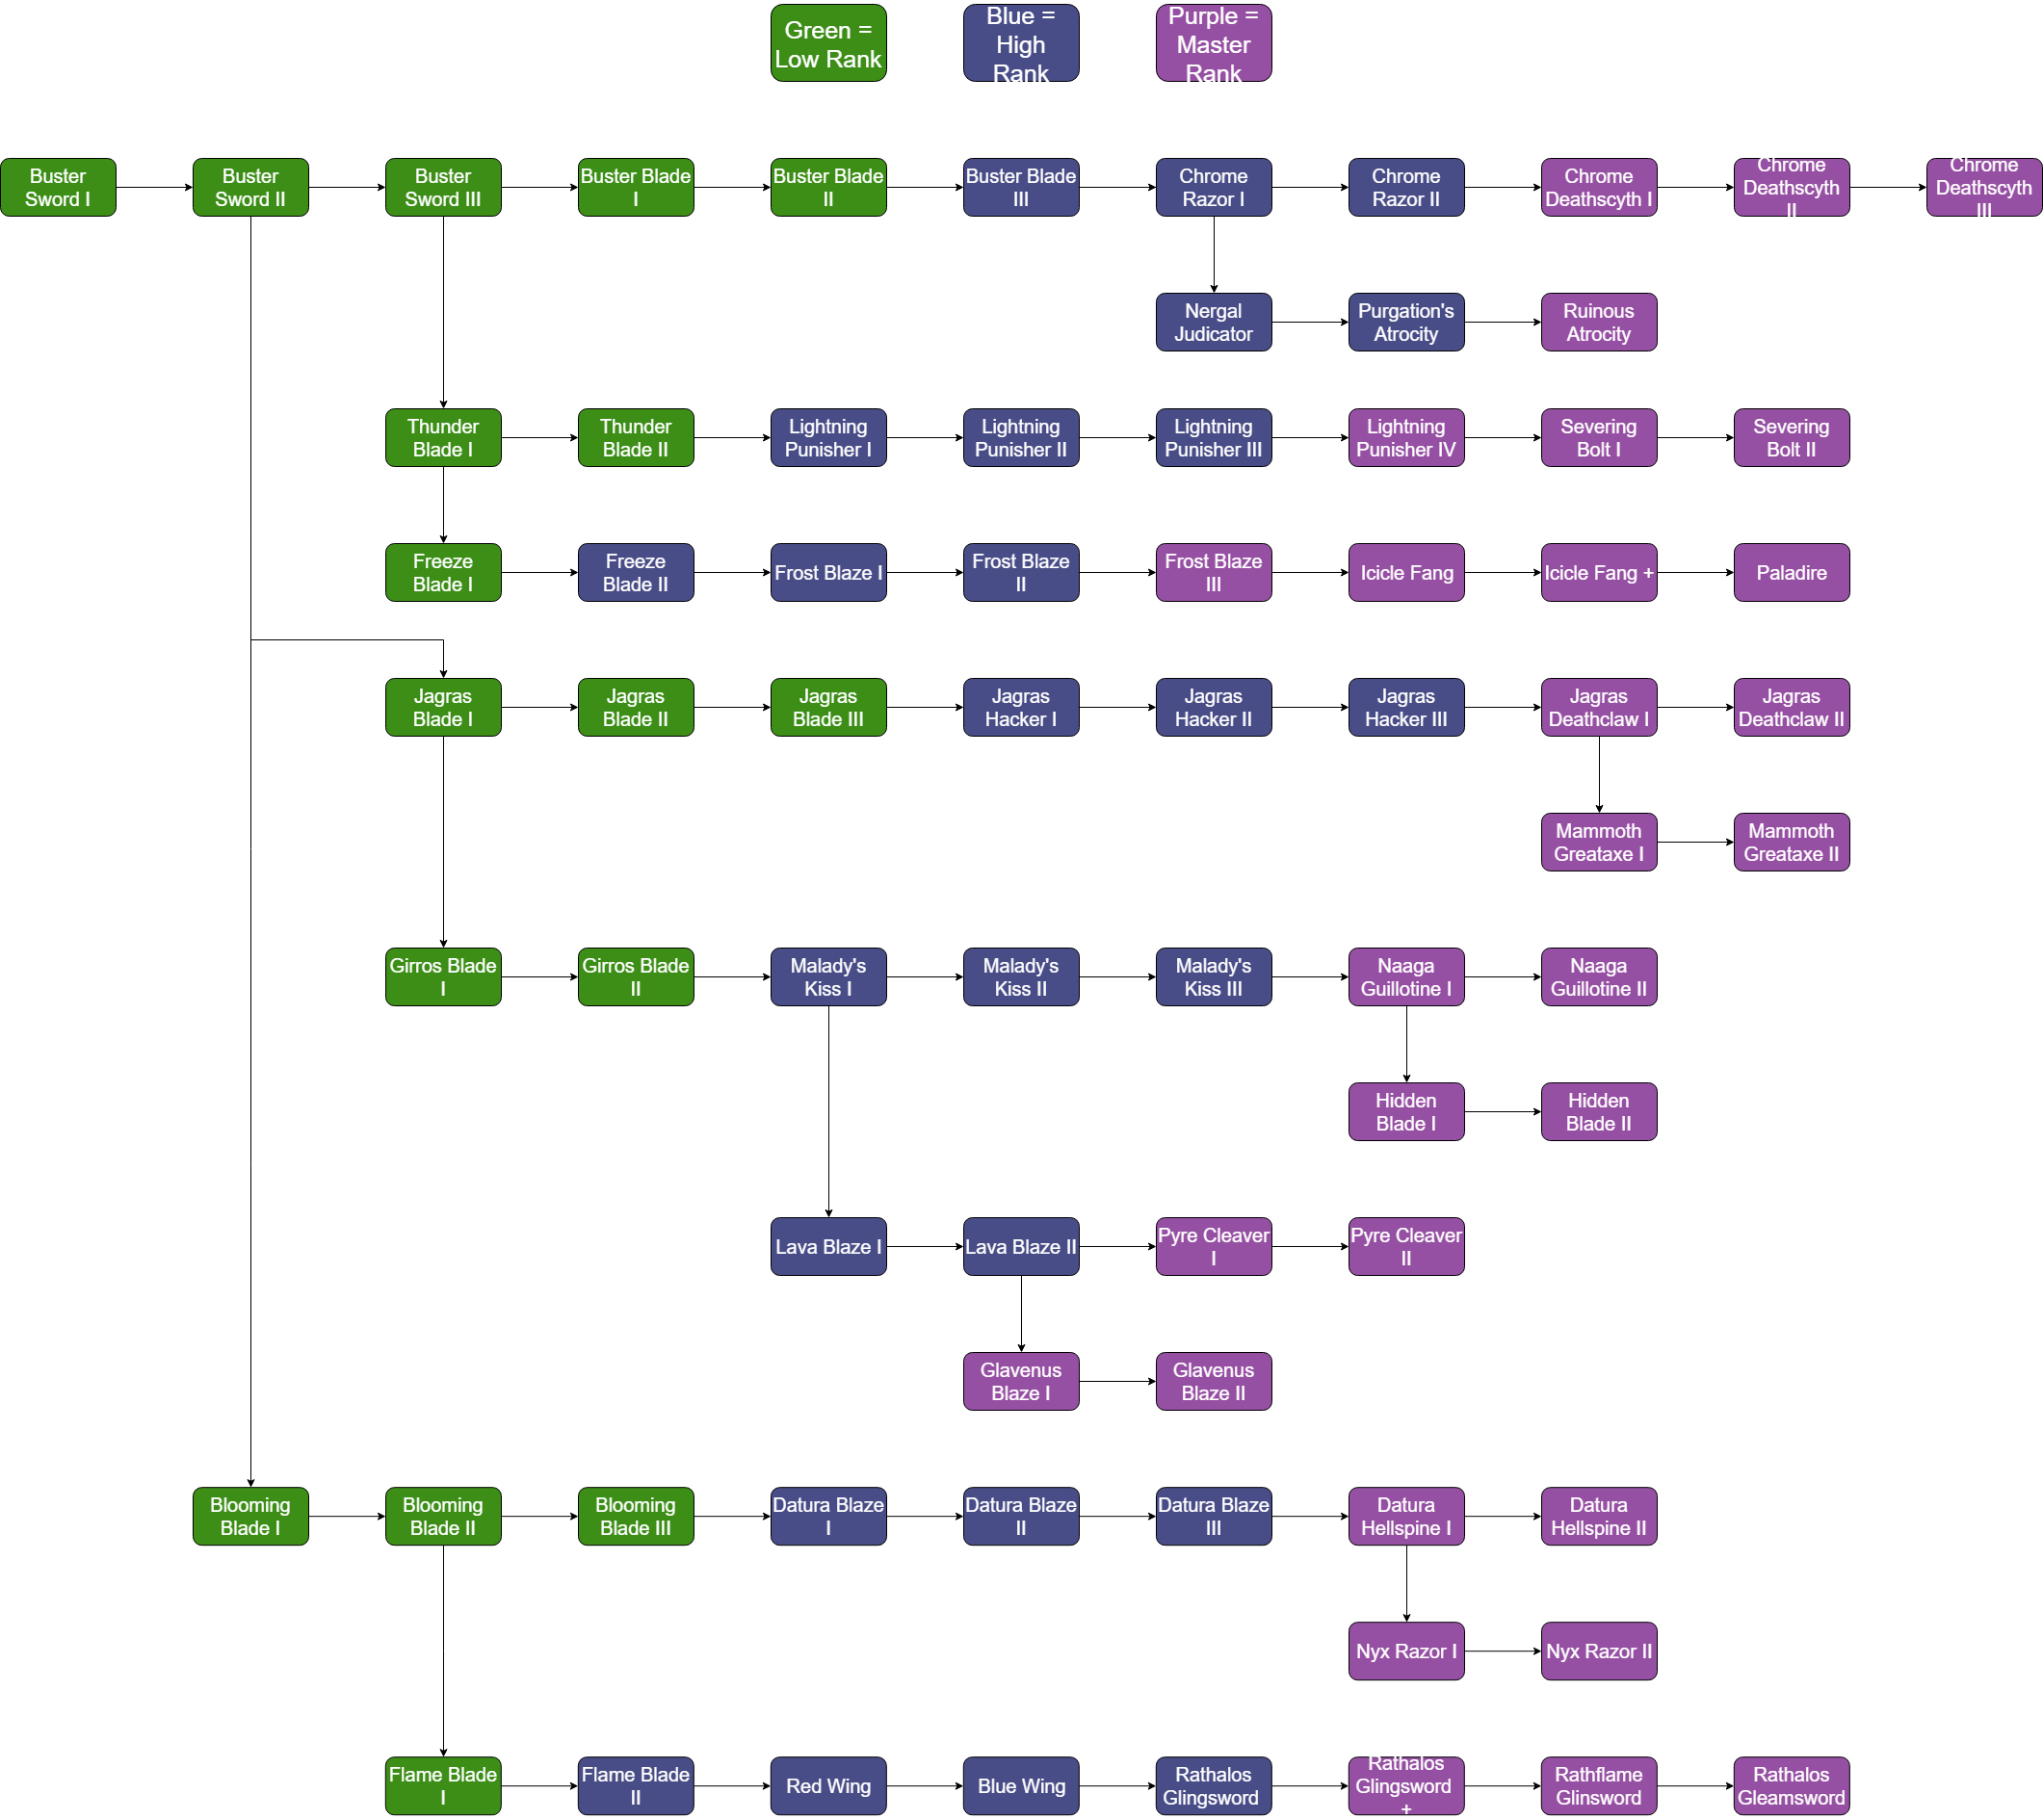 Green =
Low Rank
Blue =
High
Rank
Purple =
Master
Rank
Buster
Sword I
Buster
Sword II
Buster
Sword III
Buster Blade
I
Buster Blade
II
Buster Blade
III
Chrome
Razor I
Chrome
Razor II
Chrome
Deathscyth I
Chrome
Deathscyth
II
Chrome
Deathscyth
III
Nergal
Judicator
Purgation's
Atrocity
Ruinous
Atrocity
Thunder
Blade I
Thunder
Blade II
Lightning
Punisher I
Lightning
Punisher II
Lightning
Punisher III
Lightning
Punisher IV
Severing
Bolt I
Severing
Bolt II
Freeze
Blade I
Freeze
Blade II
Frost Blaze I
Frost Blaze
II
Frost Blaze
III
Icicle Fang
Icicle Fang +
Paladire
Jagras
Blade I
Jagras
Blade II
Jagras
Blade III
Jagras
Hacker I
Jagras
Hacker II
Jagras
Hacker III
Jagras
Deathclaw I
Jagras
Deathclaw II
Mammoth
Greataxe I
Mammoth
Greataxe II
Girros Blade
I
Girros Blade
II
Malady's
Kiss I
Malady's
Kiss II
Malady's
Kiss III
Naaga
Guillotine I
Naaga
Guillotine II
Hidden
Blade I
Hidden
Blade II
Lava Blaze I
Lava Blaze II
Pyre Cleaver
I
Pyre Cleaver
II
Glavenus
Blaze I
Glavenus
Blaze II
Blooming
Blade I
Blooming
Blade II
Blooming
Blade III
Datura Blaze
I
Datura Blaze
II
Datura Blaze
III
Datura
Hellspine I
Datura
Hellspine II
Nyx Razor I
Nyx Razor II
Flame Blade
I
Flame Blade
II
Red Wing
Blue Wing
Rathalos
Glingsword
Rathalos
Glingsword
+
Rathflame
Glinsword
Rathalos
Gleamsword